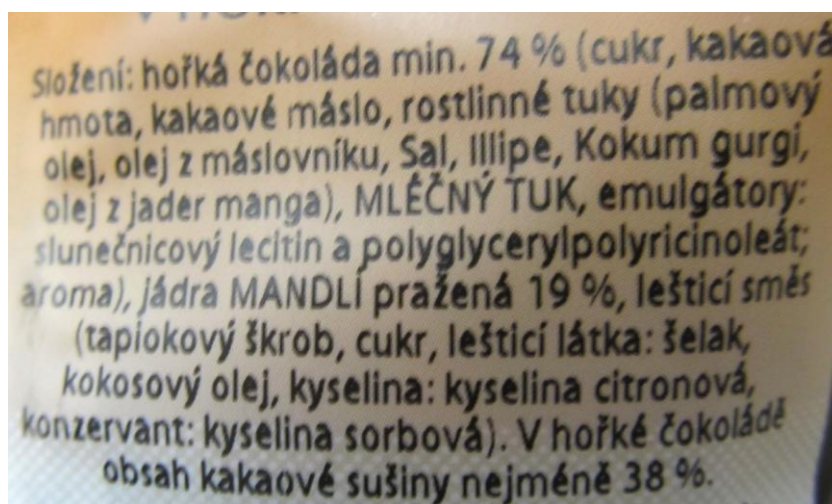 Složení: hořká čokoláda min. 74 % (cukr, kakaová
hmota, kakaové máslo, rostlinné tuky (palmový
olej, olej z máslovníku, Sal, Illipe, Kokum gurgi,
olej z jader manga), MLÉČNÝ TUK, emulgátory:
slunečnicový lecitin a polyglycerylpolyricinoleát;
aroma), jádra MANDLÍ pražená 19 %, lešticí směs
(tapiokový škrob, cukr, lešticí látka: šelak,
kokosový olej, kyselina: kyselina citronová,
konzervant: kyselina sorbová). V hořké čokoládě
obsah kakaové sušiny nejméně 38 %.